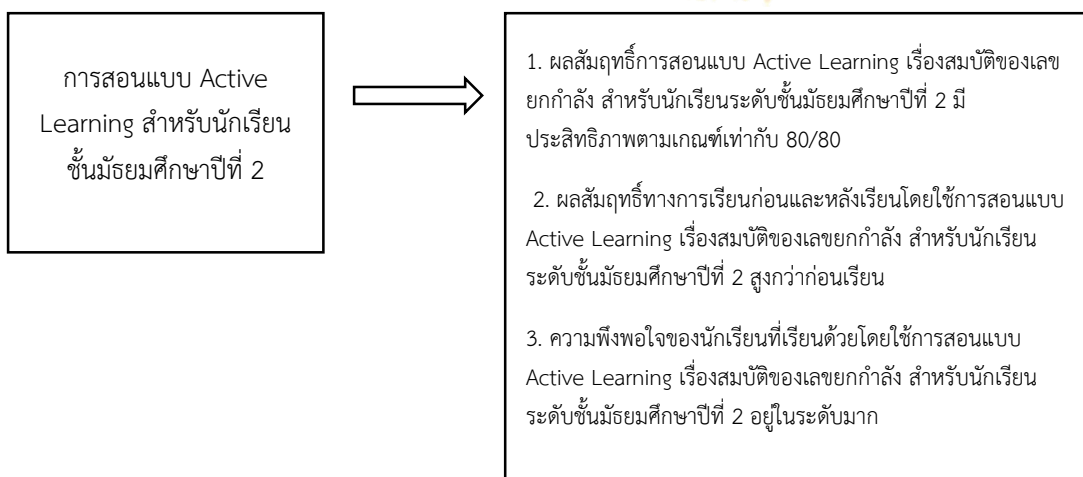 การสอนแบบ Active
Learning สำหรับนักเรียน
ชั้นมัธยมศึกษาปีที่ 2
1. ผลสัมฤทธิ์การสอนแบบ Active Learning เรื่องสมบัติของเลข
ยกกำลัง สำหรับนักเรียนระดับชั้นมัธยมศึกษาปีที่ 2 มี
ประสิทธิภาพตามเกณฑ์เท่ากับ 80/80
2. ผลสัมฤทธิ์ทางการเรียนก่อนและหลังเรียนโดยใช้การสอนแบบ
Active Learning เรื่องสมบัติของเลขยกกำลัง สำหรับนักเรียน
ระดับชั้นมัธยมศึกษาปีที่ 2 สูงกว่าก่อนเรียน
3. ความพึงพอใจของนักเรียนที่เรียนด้วยโดยใช้การสอนแบบ
Active Learning เรื่องสมบัติของเลขยกกำลัง สำหรับนักเรียน
ระดับชั้นมัธยมศึกษาปีที่ 2 อยู่ในระดับมาก